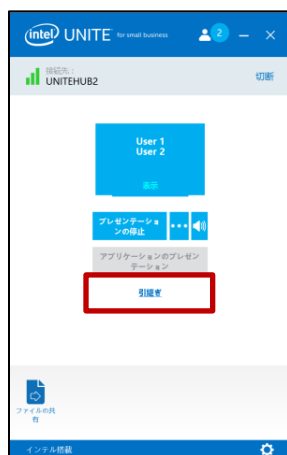 intel UNITE for small business 2
接続先：
UNITEHUB2 切断
User 1
User 2
表示
プレゼンテーショ
ンの停止
アプリケーションのプレゼン
テーション
引継ぎ
ファイルの共
有
インテル搭載